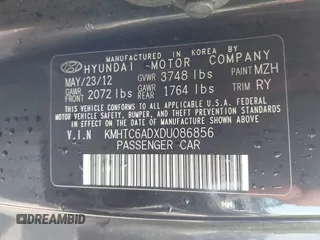 MANUFACTURED IN KOREA
HYUNDAI MOTOR COMPANY
MAY/23/12 GVWR 3748 lbs PAINT MZH
GAWR FRONT 2072 lbs GAWR REAR 1764 lbs TRIM RY
THIS VEHICLE CONFORMS TO ALL APPLICABLE U.S. FEDERAL MOTOR
VEHICLE SAFETY, BUMPER, AND THEFT PREVENTION STANDARDS
IN EFFECT ON THE DATE OF MANUFACTURE SHOWN ABOVE.
V.I.N KMHTC6ADXDU086856
PASSENGER CAR
DREAMBID